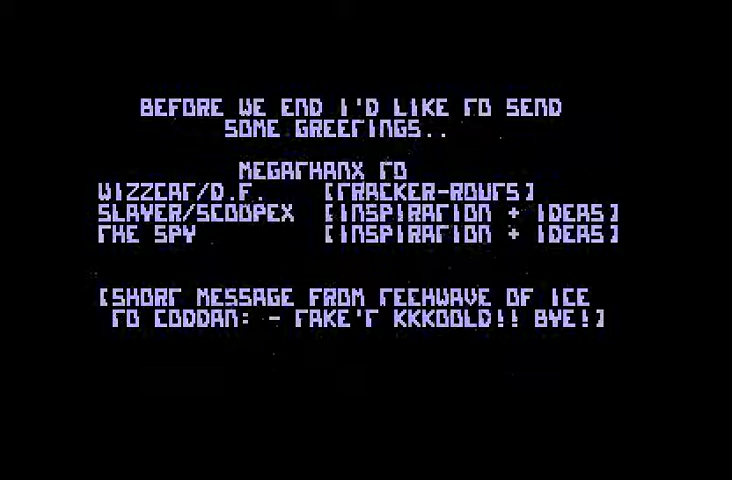 BEFORE WE END I'D LIKE TO SEND
SOME GREETINGS..
MEGATHANX TO
WIZZCAT/D.F. [TRACKER-ROUTS]
SLAYER/SCOOPEX [INSPIRATION + IDEAS]
THE SPY [INSPIRATION + IDEAS]
[SHORT MESSAGE FROM TECHWAVE OF ICE
TO CODDAN: - TAKE'T KKKOOLD!! BYE!]